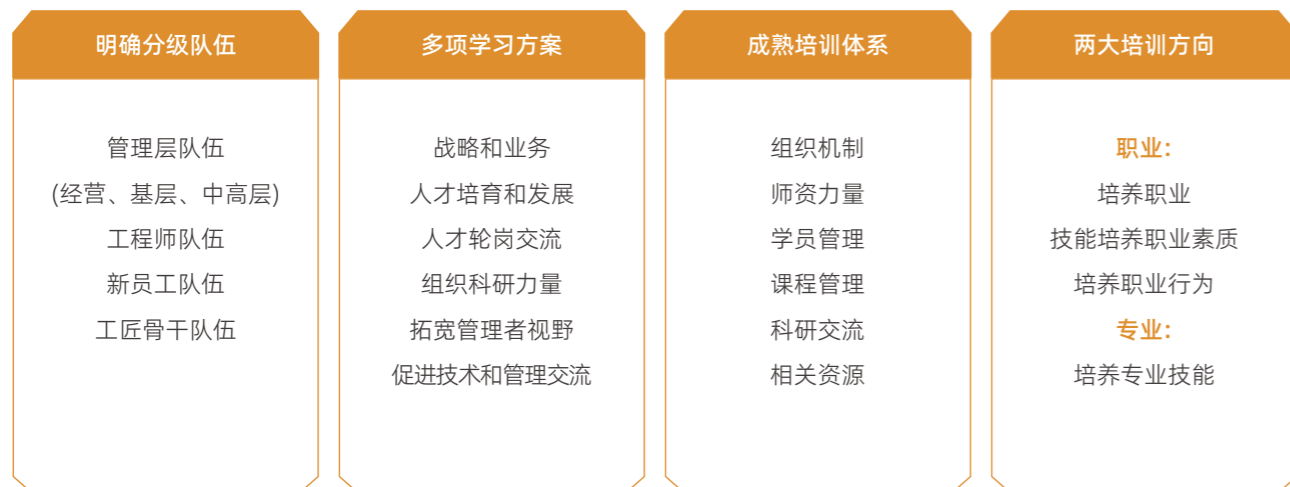 明确分级队伍
管理层队伍
(经营、基层、中高层)
工程师队伍
新员工队伍
工匠骨干队伍
多项学习方案
战略和业务
人才培育和发展
人才轮岗交流
组织科研力量
拓宽管理者视野
促进技术和管理交流
成熟培训体系
组织机制
师资力量
学员管理
课程管理
科研交流
相关资源
两大培训方向
职业:
培养职业
技能培养职业素质
培养职业行为
专业:
培养专业技能